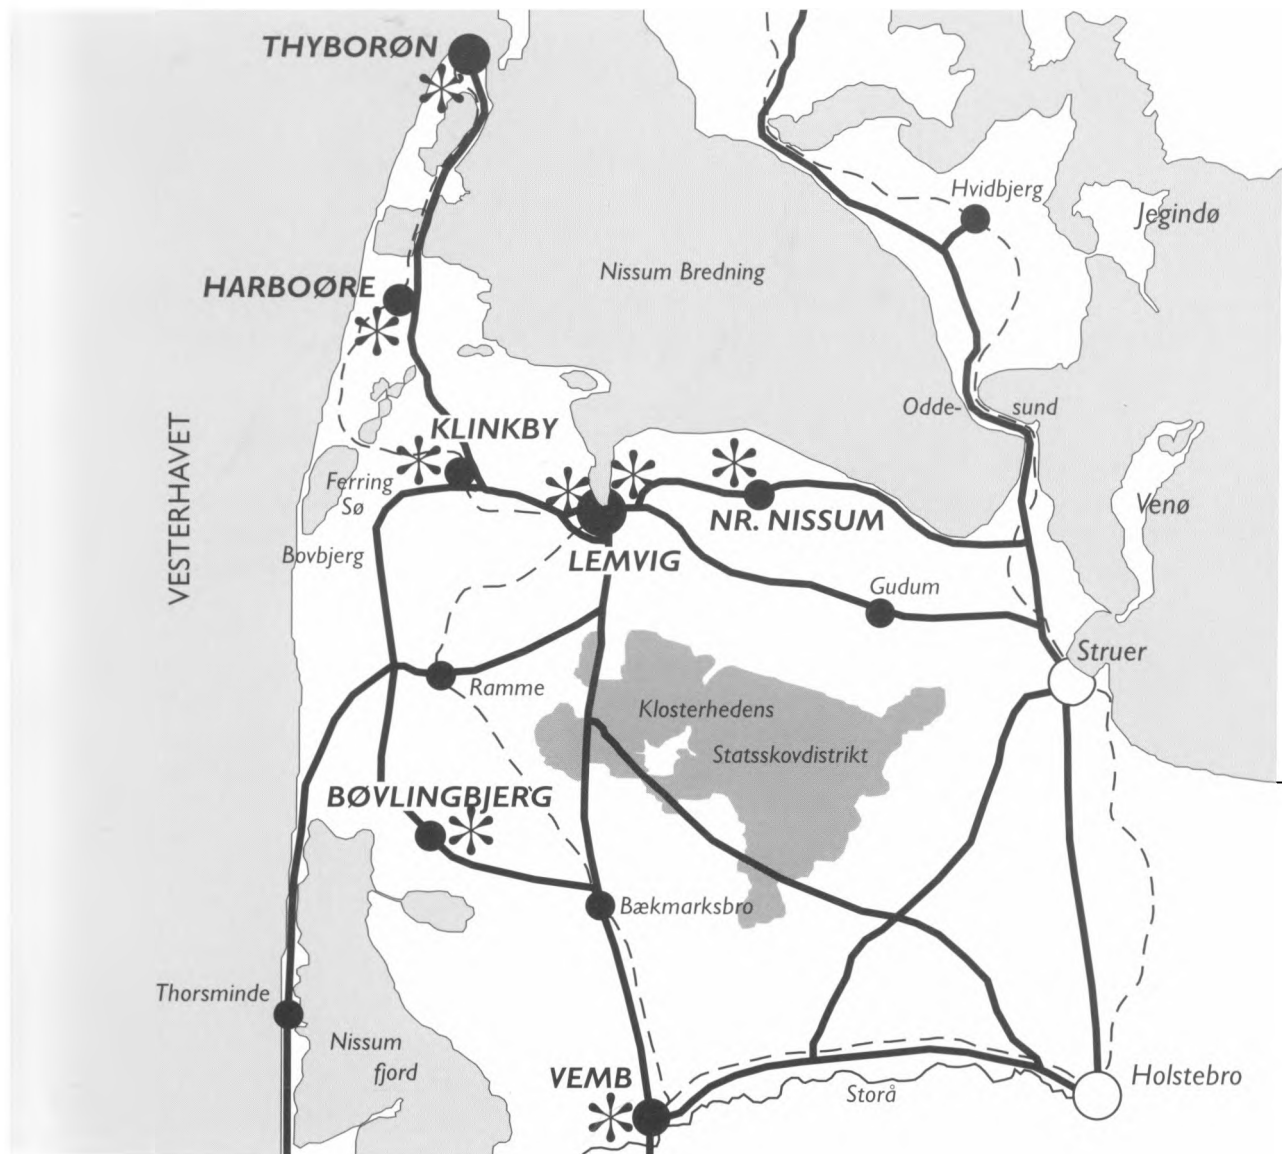 THYBORØN
Hvidbjerg
Jegindø
Nissum Bredning
HARBOØRE
Odde- sund
KLINKBY
VESTERHAVET
Ferring
Sø
Venø
NR. NISSUM
Bovbjerg
LEMVIG
Gudum
Struer
Ramme
Klosterhedens
Statsskovdistrikt
BØVLINGBJERG
Bækmarksbro
Thorsminde
Nissum
fjord
VEMB
Holstebro
Storå